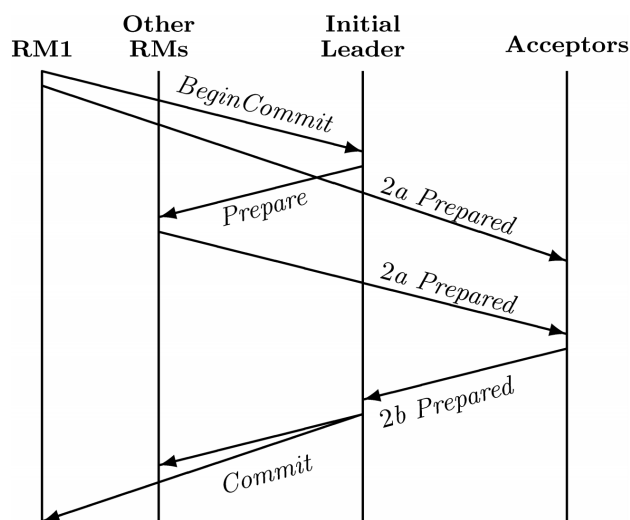 RM1
Other
RMs
Initial
Leader
Acceptors
BeginCommit
2a Prepared
Prepare
2a Prepared
2b Prepared
Commit